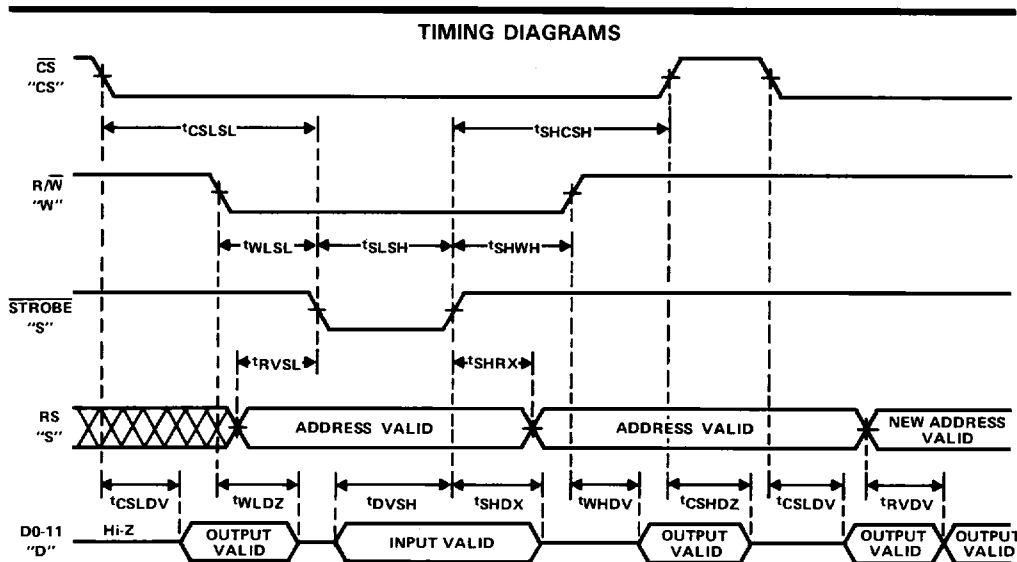 TIMING DIAGRAMS
CS
"CS"
tCSLSL
tSHCSH
R/W
"W"
tWLSL
tSLSH
tSHWH
STROBE
"S"
tRVSL
tSHRX
RS
"S"
ADDRESS VALID
ADDRESS VALID
NEW ADDRESS
VALID
tCSLDV
tWLDZ
tDVSH
tSHDX
tWHDV
tCSHDZ
tCSLDV
tRVDV
D0-11
"D"
Hi-Z
OUTPUT
VALID
INPUT VALID
OUTPUT
VALID
OUTPUT
VALID
OUTPUT
VALID